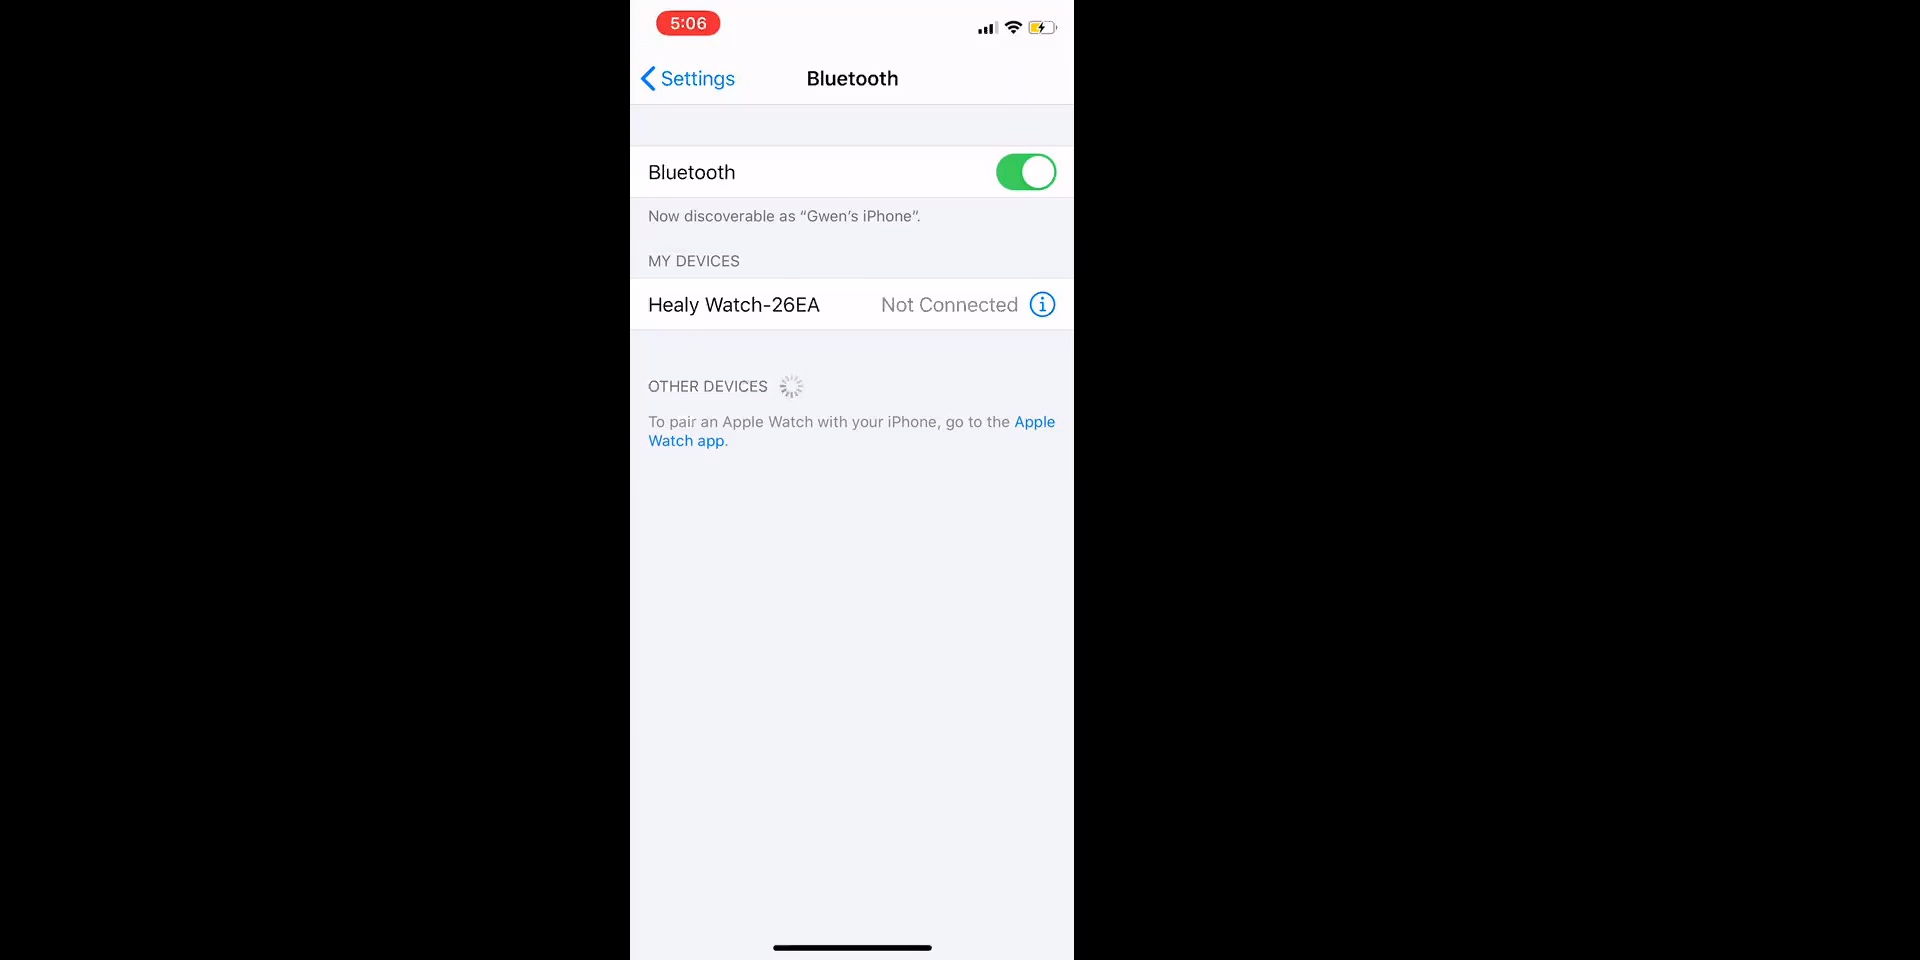 5:06
Settings
Bluetooth
Bluetooth
Now discoverable as “Gwen’s iPhone”.
MY DEVICES
Healy Watch-26EA Not Connected
OTHER DEVICES
To pair an Apple Watch with your iPhone, go to the Apple
Watch app.